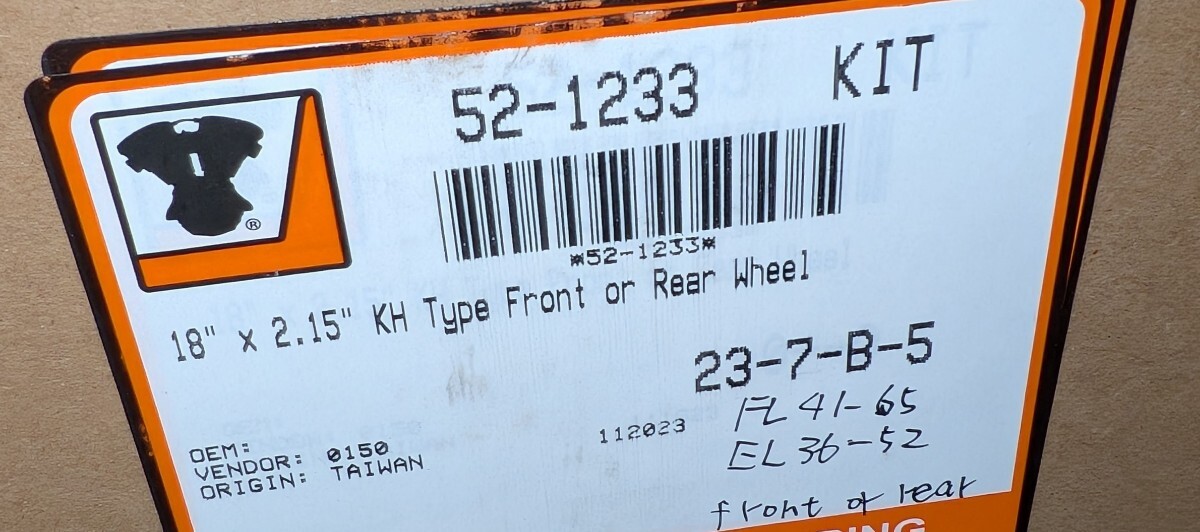 52-1233 KIT
®
*52-1233*
18" x 2.15" KH Type Front or Rear Wheel
23-7-B-5
FL 41-65
OEM: 112023
EL 36-52
VENDOR: 0150
ORIGIN: TAIWAN
front or rear